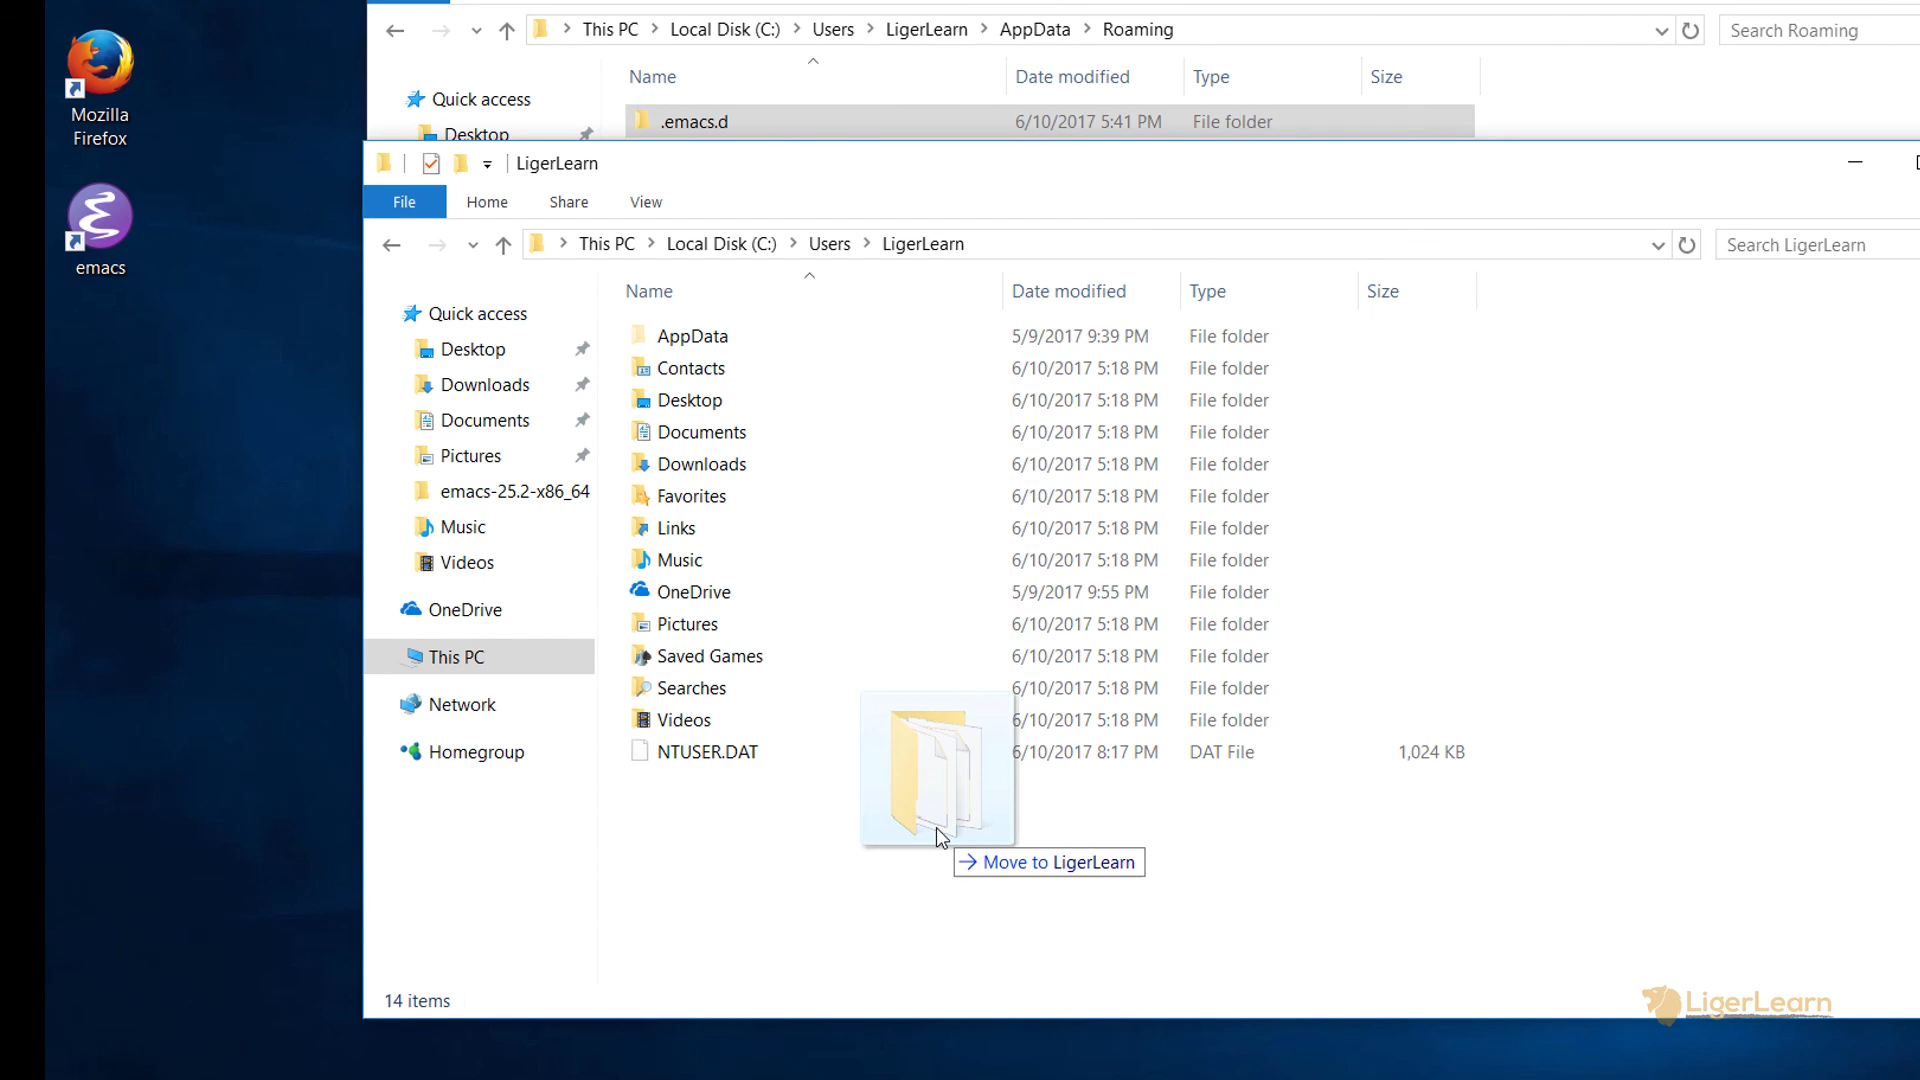 Mozilla
Firefox
emacs
This PC Local Disk (C:) Users LigerLearn AppData Roaming
Search Roaming
Name Date modified Type Size
Quick access
Desktop
.emacs.d 6/10/2017 5:41 PM File folder
LigerLearn
File Home Share View
This PC Local Disk (C:) Users LigerLearn
Search LigerLearn
Name Date modified Type Size
Quick access
Desktop
Downloads
Documents
Pictures
emacs-25.2-x86_64
Music
Videos
OneDrive
This PC
Network
Homegroup
AppData 5/9/2017 9:39 PM File folder
Contacts 6/10/2017 5:18 PM File folder
Desktop 6/10/2017 5:18 PM File folder
Documents 6/10/2017 5:18 PM File folder
Downloads 6/10/2017 5:18 PM File folder
Favorites 6/10/2017 5:18 PM File folder
Links 6/10/2017 5:18 PM File folder
Music 6/10/2017 5:18 PM File folder
OneDrive 5/9/2017 9:55 PM File folder
Pictures 6/10/2017 5:18 PM File folder
Saved Games 6/10/2017 5:18 PM File folder
Searches 6/10/2017 5:18 PM File folder
Videos 6/10/2017 5:18 PM File folder
NTUSER.DAT 6/10/2017 8:17 PM DAT File 1,024 KB
Move to LigerLearn
14 items
LigerLearn